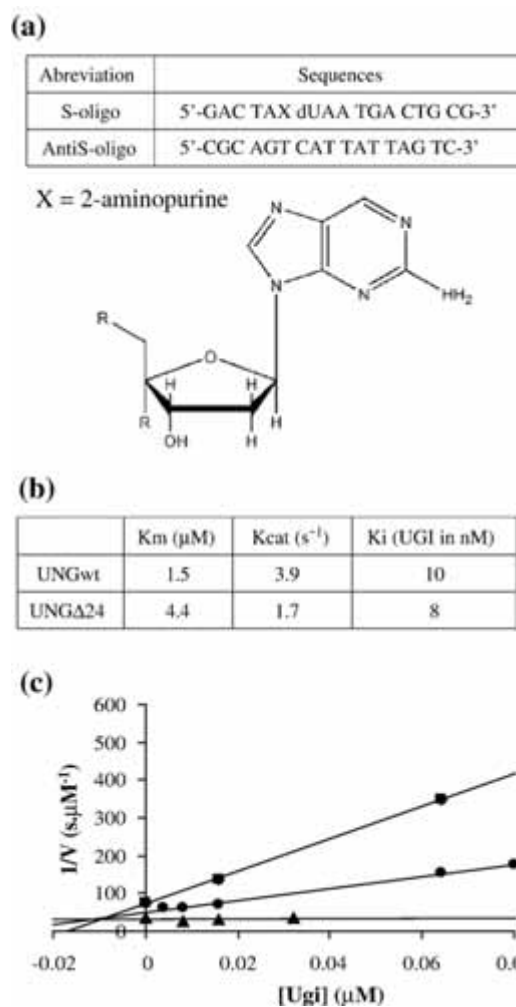 (a)
Abreviation Sequences
S-oligo 5'-GAC TAX dUAA TGA CTG CG-3'
AntiS-oligo 5'-CGC AGT CAT TAT TAG TC-3'
X = 2-aminopurine
N
N
N
N
HH2
R
O
H
H
R
H
H
OH
H
(b)
Km (μM) Kcat (s⁻¹) Ki (UGI in nM)
UNGwt 1.5 3.9 10
UNGΔ24 4.4 1.7 8
(c)
600
500
400
300
200
100
0
1/V (s.μM⁻¹)
-0.02 0 0.02 0.04 0.06 0.0
[Ugi] (μM)